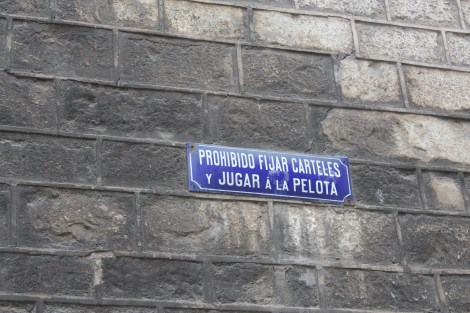 PROHIBIDO FIJAR CARTELES
Y JUGAR Á LA PELOTA